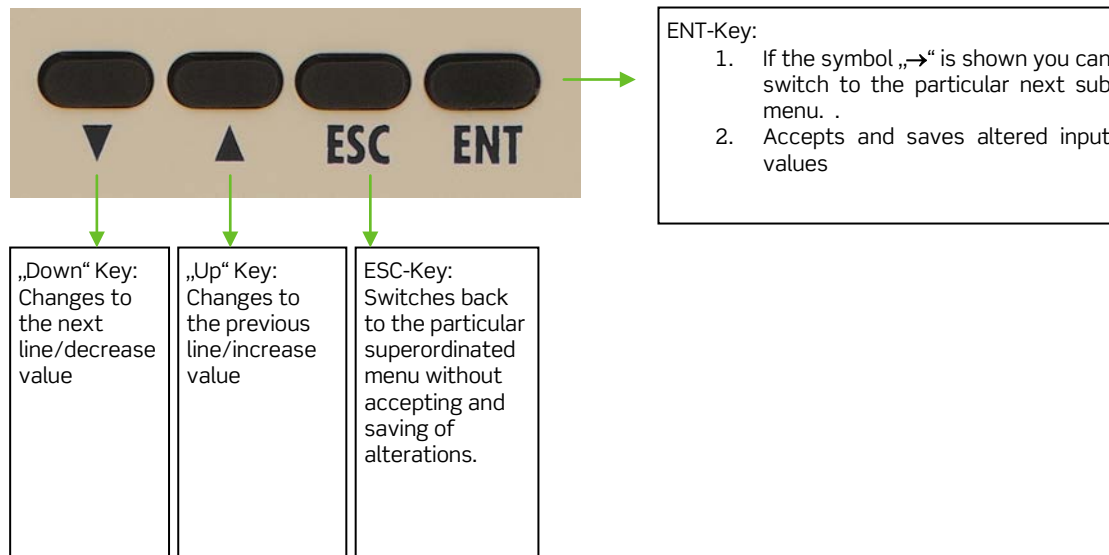 ▼ ▲ ESC ENT
ENT-Key:
1. If the symbol „→“ is shown you can
switch to the particular next sub
menu. .
2. Accepts and saves altered input
values
„Down“ Key:
Changes to
the next
line/decrease
value
„Up“ Key:
Changes to
the previous
line/increase
value
ESC-Key:
Switches back
to the particular
superordinated
menu without
accepting and
saving of
alterations.